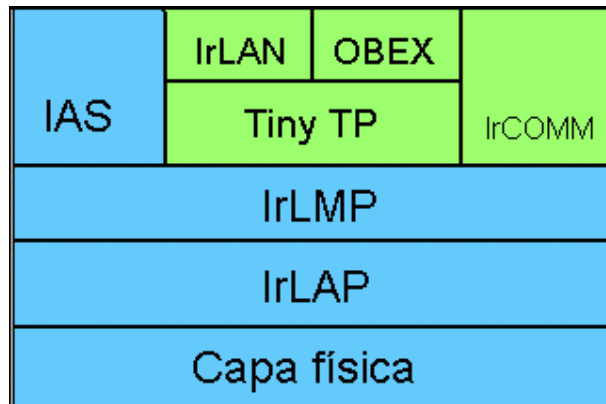 IrLAN
OBEX
IAS
Tiny TP
IrCOMM
IrLMP
IrLAP
Capa física